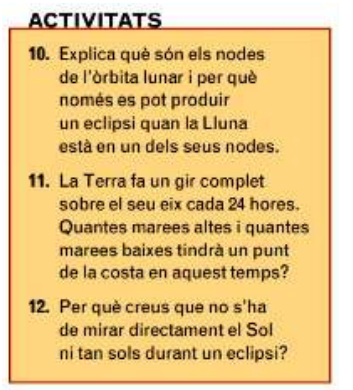 ACTIVITATS
10. Explica què són els nodes
de l'òrbita lunar i per què
només es pot produir
un eclipsi quan la Lluna
està en un dels seus nodes.
11. La Terra fa un gir complet
sobre el seu eix cada 24 hores.
Quantes marees altes i quantes
marees baixes tindrà un punt
de la costa en aquest temps?
12. Per què creus que no s'ha
de mirar directament el Sol
ni tan sols durant un eclipsi?